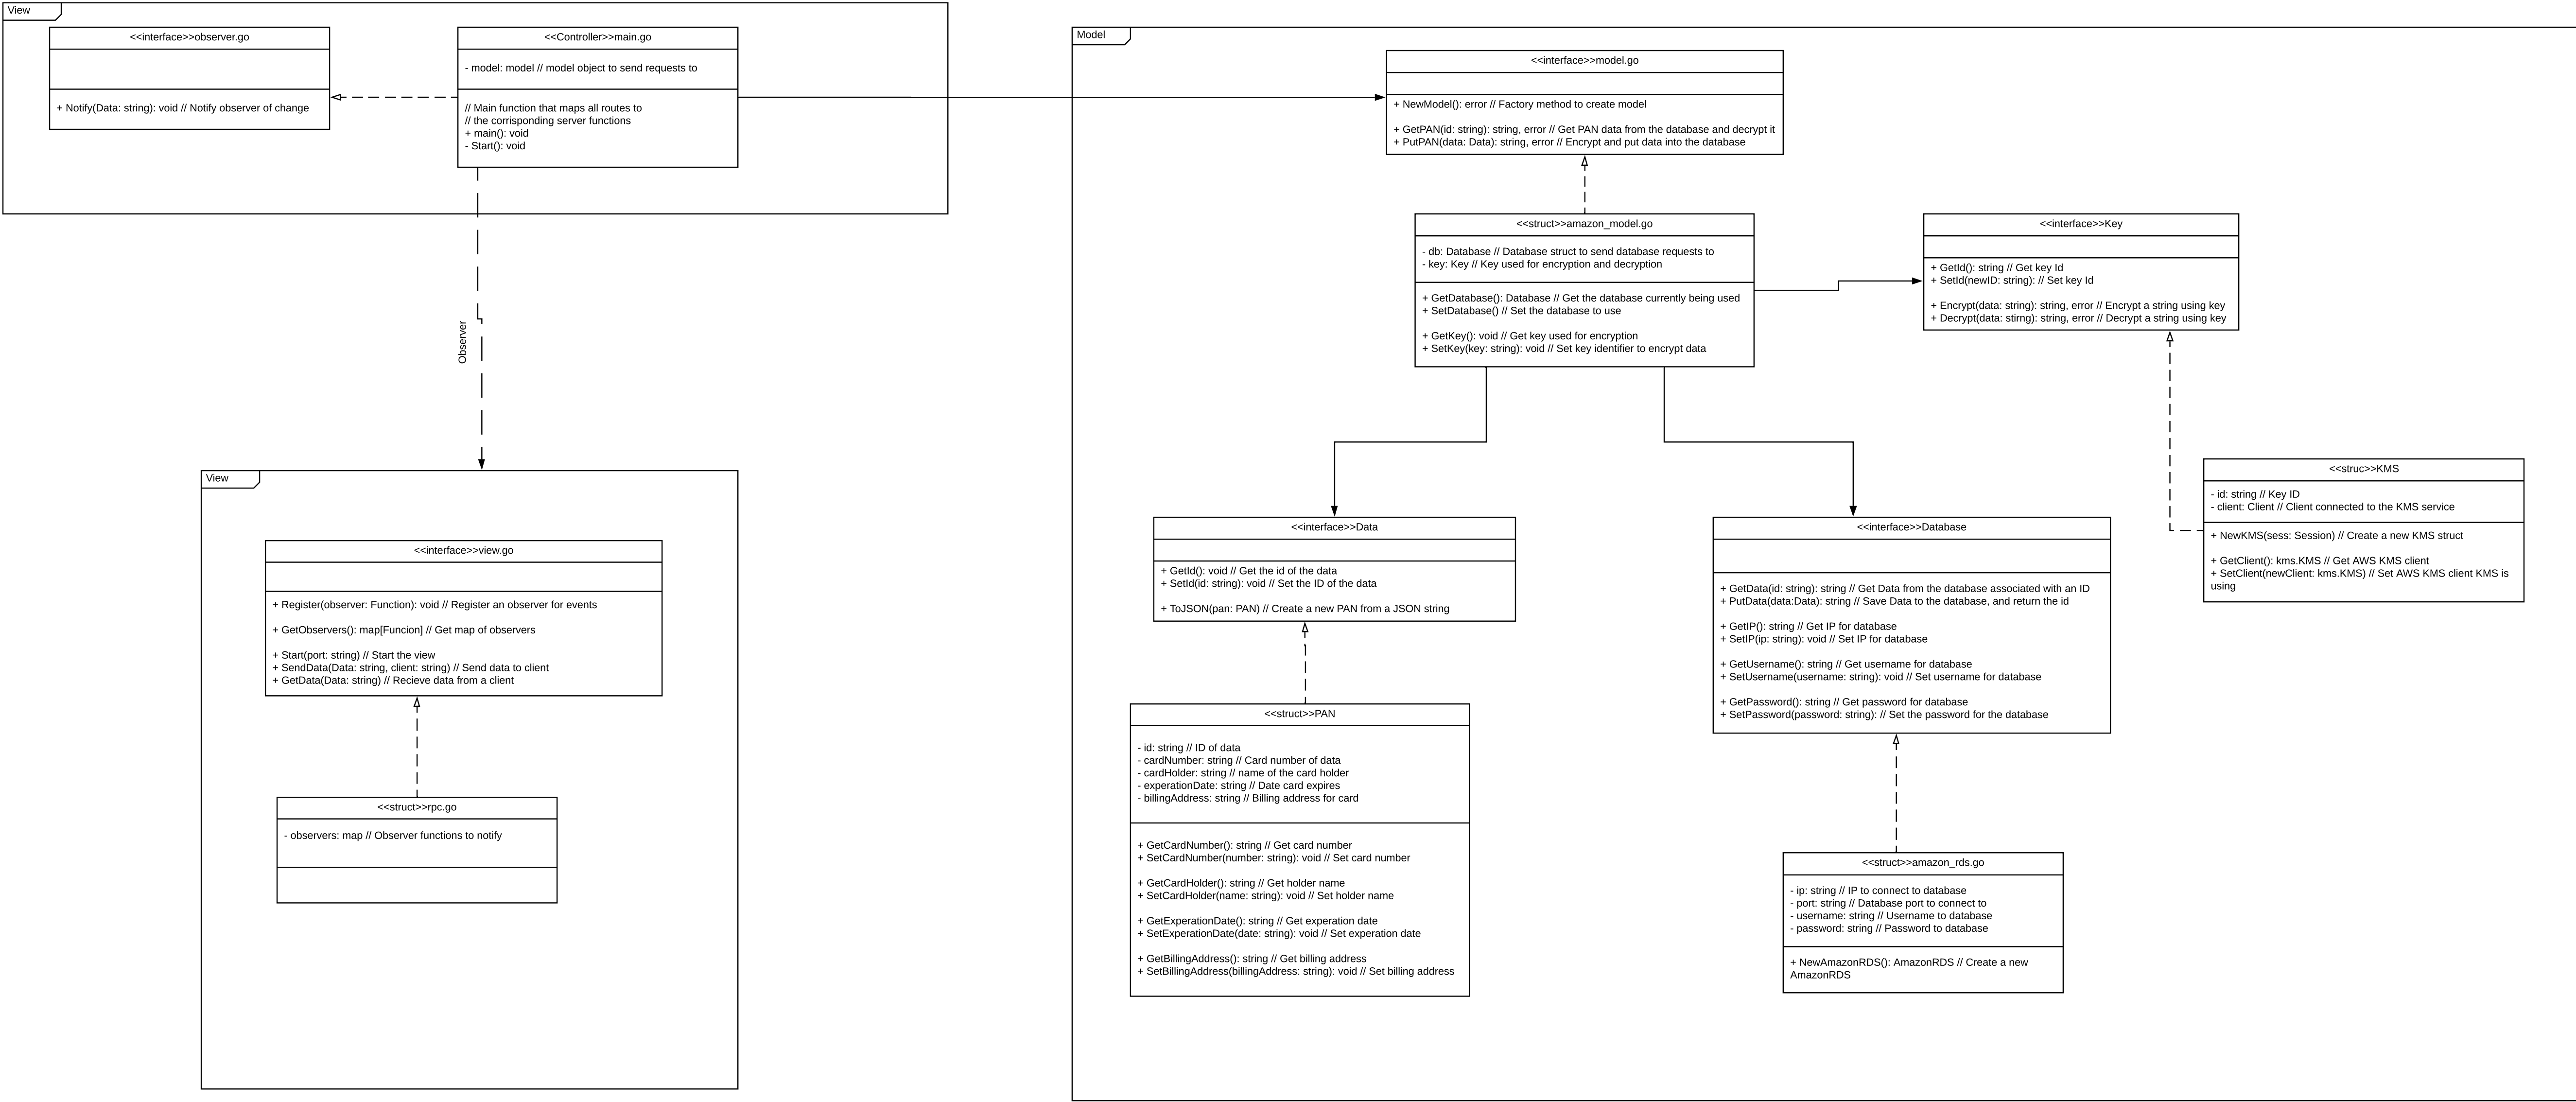 View
<<interface>>observer.go
+ Notify(Data: string): void // Notify observer of change
<<Controller>>main.go
- model: model // model object to send requests to
// Main function that maps all routes to
// the corrisponding server functions
+ main(): void
- Start(): void
Observer
View
<<interface>>view.go
+ Register(observer: Function): void // Register an observer for events
+ GetObservers(): map[Funcion] // Get map of observers
+ Start(port: string) // Start the view
+ SendData(Data: string, client: string) // Send data to client
+ GetData(Data: string) // Recieve data from a client
<<struct>>rpc.go
- observers: map // Observer functions to notify
Model
<<interface>>model.go
+ NewModel(): error // Factory method to create model
+ GetPAN(id: string): string, error // Get PAN data from the database and decrypt it
+ PutPAN(data: Data): string, error // Encrypt and put data into the database
<<struct>>amazon_model.go
- db: Database // Database struct to send database requests to
- key: Key // Key used for encryption and decryption
+ GetDatabase(): Database // Get the database currently being used
+ SetDatabase() // Set the database to use
+ GetKey(): void // Get key used for encryption
+ SetKey(key: string): void // Set key identifier to encrypt data
<<interface>>Key
+ GetId(): string // Get key Id
+ SetId(newID: string): // Set key Id
+ Encrypt(data: string): string, error // Encrypt a string using key
+ Decrypt(data: stirng): string, error // Decrypt a string using key
<<struc>>KMS
- id: string // Key ID
- client: Client // Client connected to the KMS service
+ NewKMS(sess: Session) // Create a new KMS struct
+ GetClient(): kms.KMS // Get AWS KMS client
+ SetClient(newClient: kms.KMS) // Set AWS KMS client KMS is
using
<<interface>>Data
+ GetId(): void // Get the id of the data
+ SetId(id: string): void // Set the ID of the data
+ ToJSON(pan: PAN) // Create a new PAN from a JSON string
<<struct>>PAN
- id: string // ID of data
- cardNumber: string // Card number of data
- cardHolder: string // name of the card holder
- experationDate: string // Date card expires
- billingAddress: string // Billing address for card
+ GetCardNumber(): string // Get card number
+ SetCardNumber(number: string): void // Set card number
+ GetCardHolder(): string // Get holder name
+ SetCardHolder(name: string): void // Set holder name
+ GetExperationDate(): string // Get experation date
+ SetExperationDate(date: string): void // Set experation date
+ GetBillingAddress(): string // Get billing address
+ SetBillingAddress(billingAddress: string): void // Set billing address
<<interface>>Database
+ GetData(id: string): string // Get Data from the database associated with an ID
+ PutData(data:Data): string // Save Data to the database, and return the id
+ GetIP(): string // Get IP for database
+ SetIP(ip: string): void // Set IP for database
+ GetUsername(): string // Get username for database
+ SetUsername(username: string): void // Set username for database
+ GetPassword(): string // Get password for database
+ SetPassword(password: string): // Set the password for the database
<<struct>>amazon_rds.go
- ip: string // IP to connect to database
- port: string // Database port to connect to
- username: string // Username to database
- password: string // Password to database
+ NewAmazonRDS(): AmazonRDS // Create a new
AmazonRDS